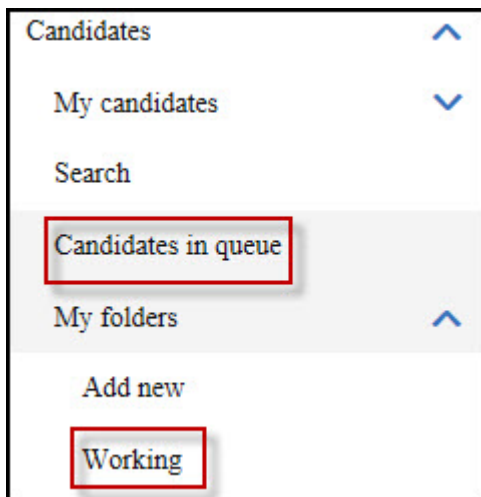 Candidates
My candidates
Search
Candidates in queue
My folders
Add new
Working